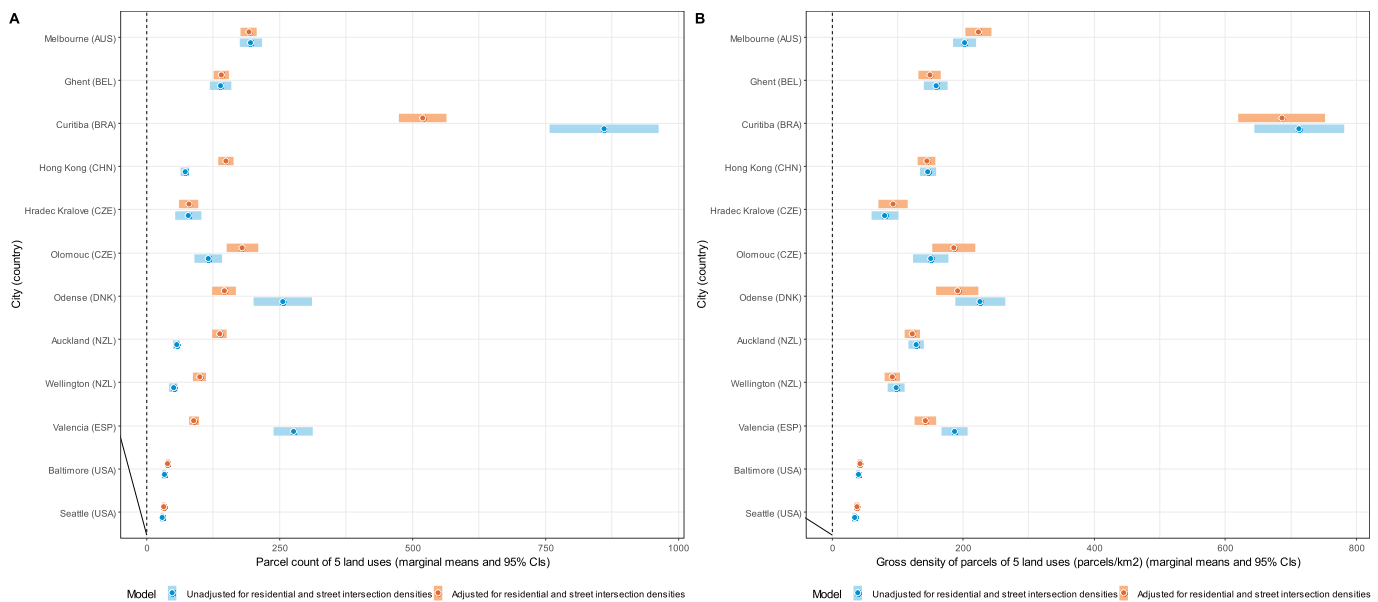 A
City (country)
Melbourne (AUS)
Ghent (BEL)
Curitiba (BRA)
Hong Kong (CHN)
Hradec Kralove (CZE)
Olomouc (CZE)
Odense (DNK)
Auckland (NZL)
Wellington (NZL)
Valencia (ESP)
Baltimore (USA)
Seattle (USA)
0 250 500 750 1000
Parcel count of 5 land uses (marginal means and 95% CIs)
Model Unadjusted for residential and street intersection densities Adjusted for residential and street intersection densities
B
City (country)
Melbourne (AUS)
Ghent (BEL)
Curitiba (BRA)
Hong Kong (CHN)
Hradec Kralove (CZE)
Olomouc (CZE)
Odense (DNK)
Auckland (NZL)
Wellington (NZL)
Valencia (ESP)
Baltimore (USA)
Seattle (USA)
0 200 400 600 800
Gross density of parcels of 5 land uses (parcels/km2) (marginal means and 95% CIs)
Model Unadjusted for residential and street intersection densities Adjusted for residential and street intersection densities